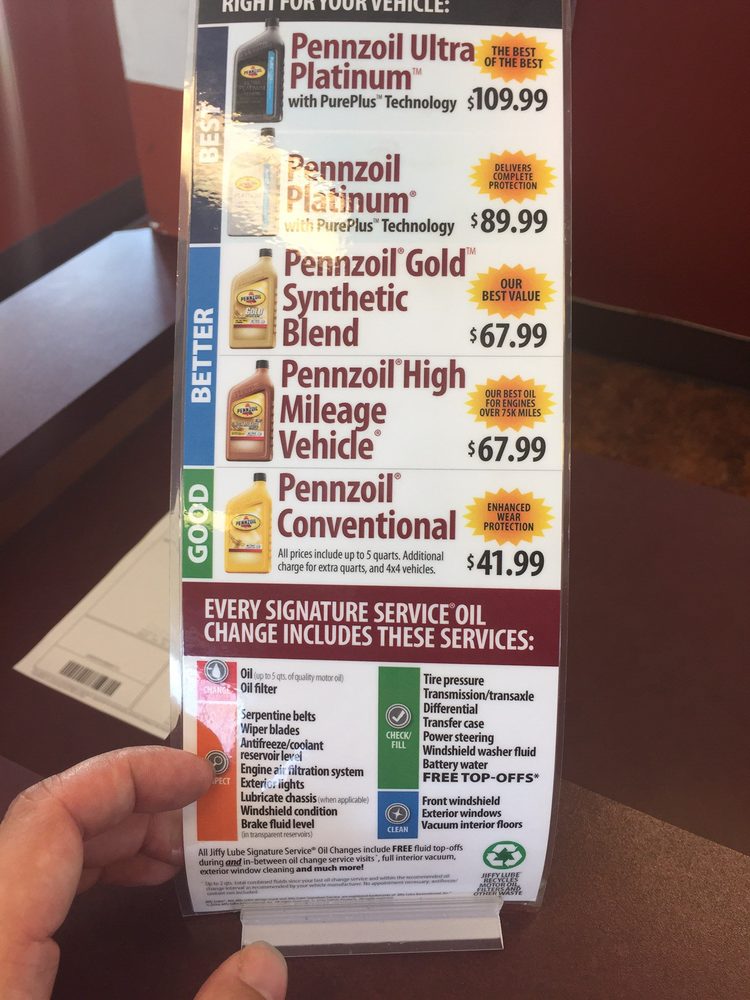 RIGHT FOR YOUR VEHICLE:
BEST
Pennzoil Ultra
Platinum™
with PurePlus™ Technology
THE BEST
OF THE BEST
$109.99
Pennzoil
Platinum®
with PurePlus™ Technology
DELIVERS
COMPLETE
PROTECTION
$89.99
BETTER
Pennzoil® Gold™
Synthetic
Blend
OUR
BEST VALUE
$67.99
Pennzoil® High
Mileage
Vehicle®
OUR BEST OIL
FOR ENGINES
OVER 75K MILES
$67.99
GOOD
Pennzoil®
Conventional
All prices include up to 5 quarts. Additional
charge for extra quarts, and 4x4 vehicles.
ENHANCED
WEAR
PROTECTION
$41.99
EVERY SIGNATURE SERVICE® OIL
CHANGE INCLUDES THESE SERVICES:
CHANGE
Oil (up to 5 qts. of quality motor oil)
Oil filter
Serpentine belts
Wiper blades
Antifreeze/coolant
reservoir level
Engine air filtration system
Exterior lights
Lubricate chassis (when applicable)
Windshield condition
Brake fluid level
(in transparent reservoirs)
CHECK/
FILL
Tire pressure
Transmission/transaxle
Differential
Transfer case
Power steering
Windshield washer fluid
Battery water
FREE TOP-OFFS*
CLEAN
Front windshield
Exterior windows
Vacuum interior floors
All Jiffy Lube Signature Service® Oil Changes include FREE fluid top-offs
during and in-between oil change service visits*, full interior vacuum,
exterior window cleaning and much more!
JIFFY LUBE
RECYCLES
MOTOR OIL,
FILTERS AND
OTHER WASTE